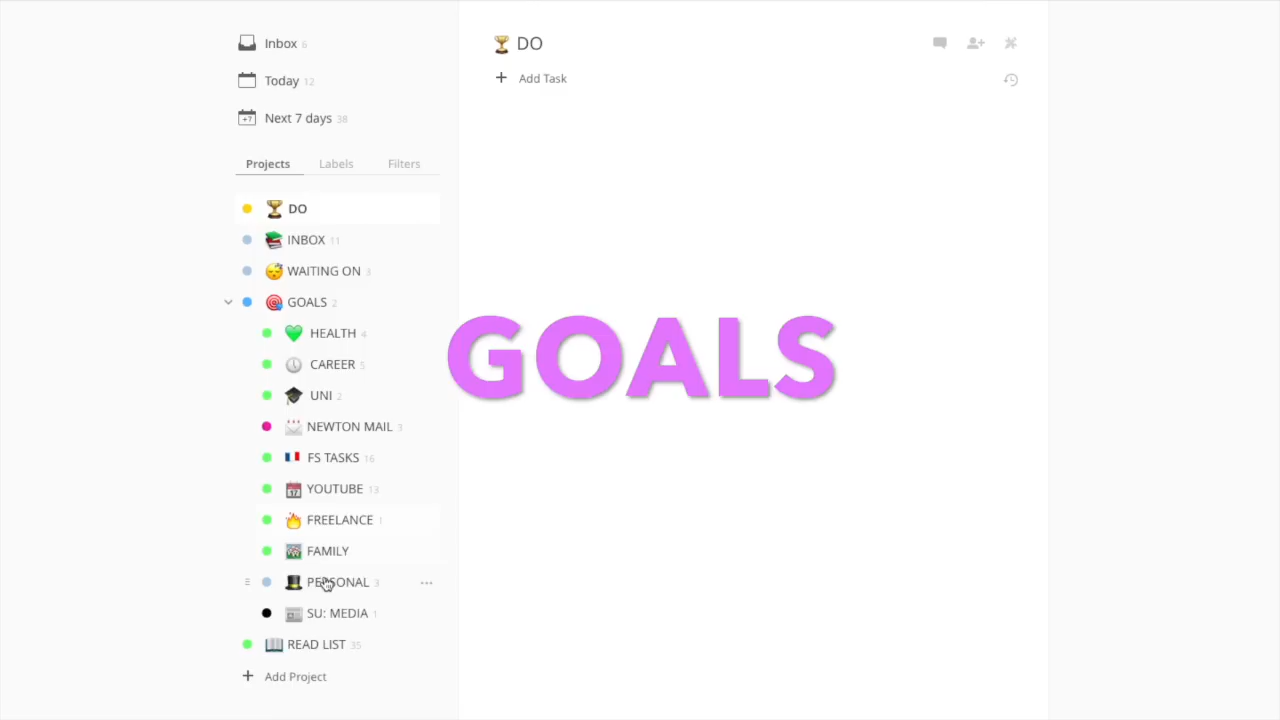 Inbox 6
Today 12
+7 Next 7 days 38
Projects Labels Filters
DO
INBOX 11
WAITING ON 3
GOALS 2
HEALTH 4
CAREER 5
UNI 2
NEWTON MAIL 3
FS TASKS 16
YOUTUBE 13
FREELANCE 1
FAMILY
PERSONAL 3
SU: MEDIA 1
READ LIST 35
+ Add Project
DO
+ Add Task
GOALS